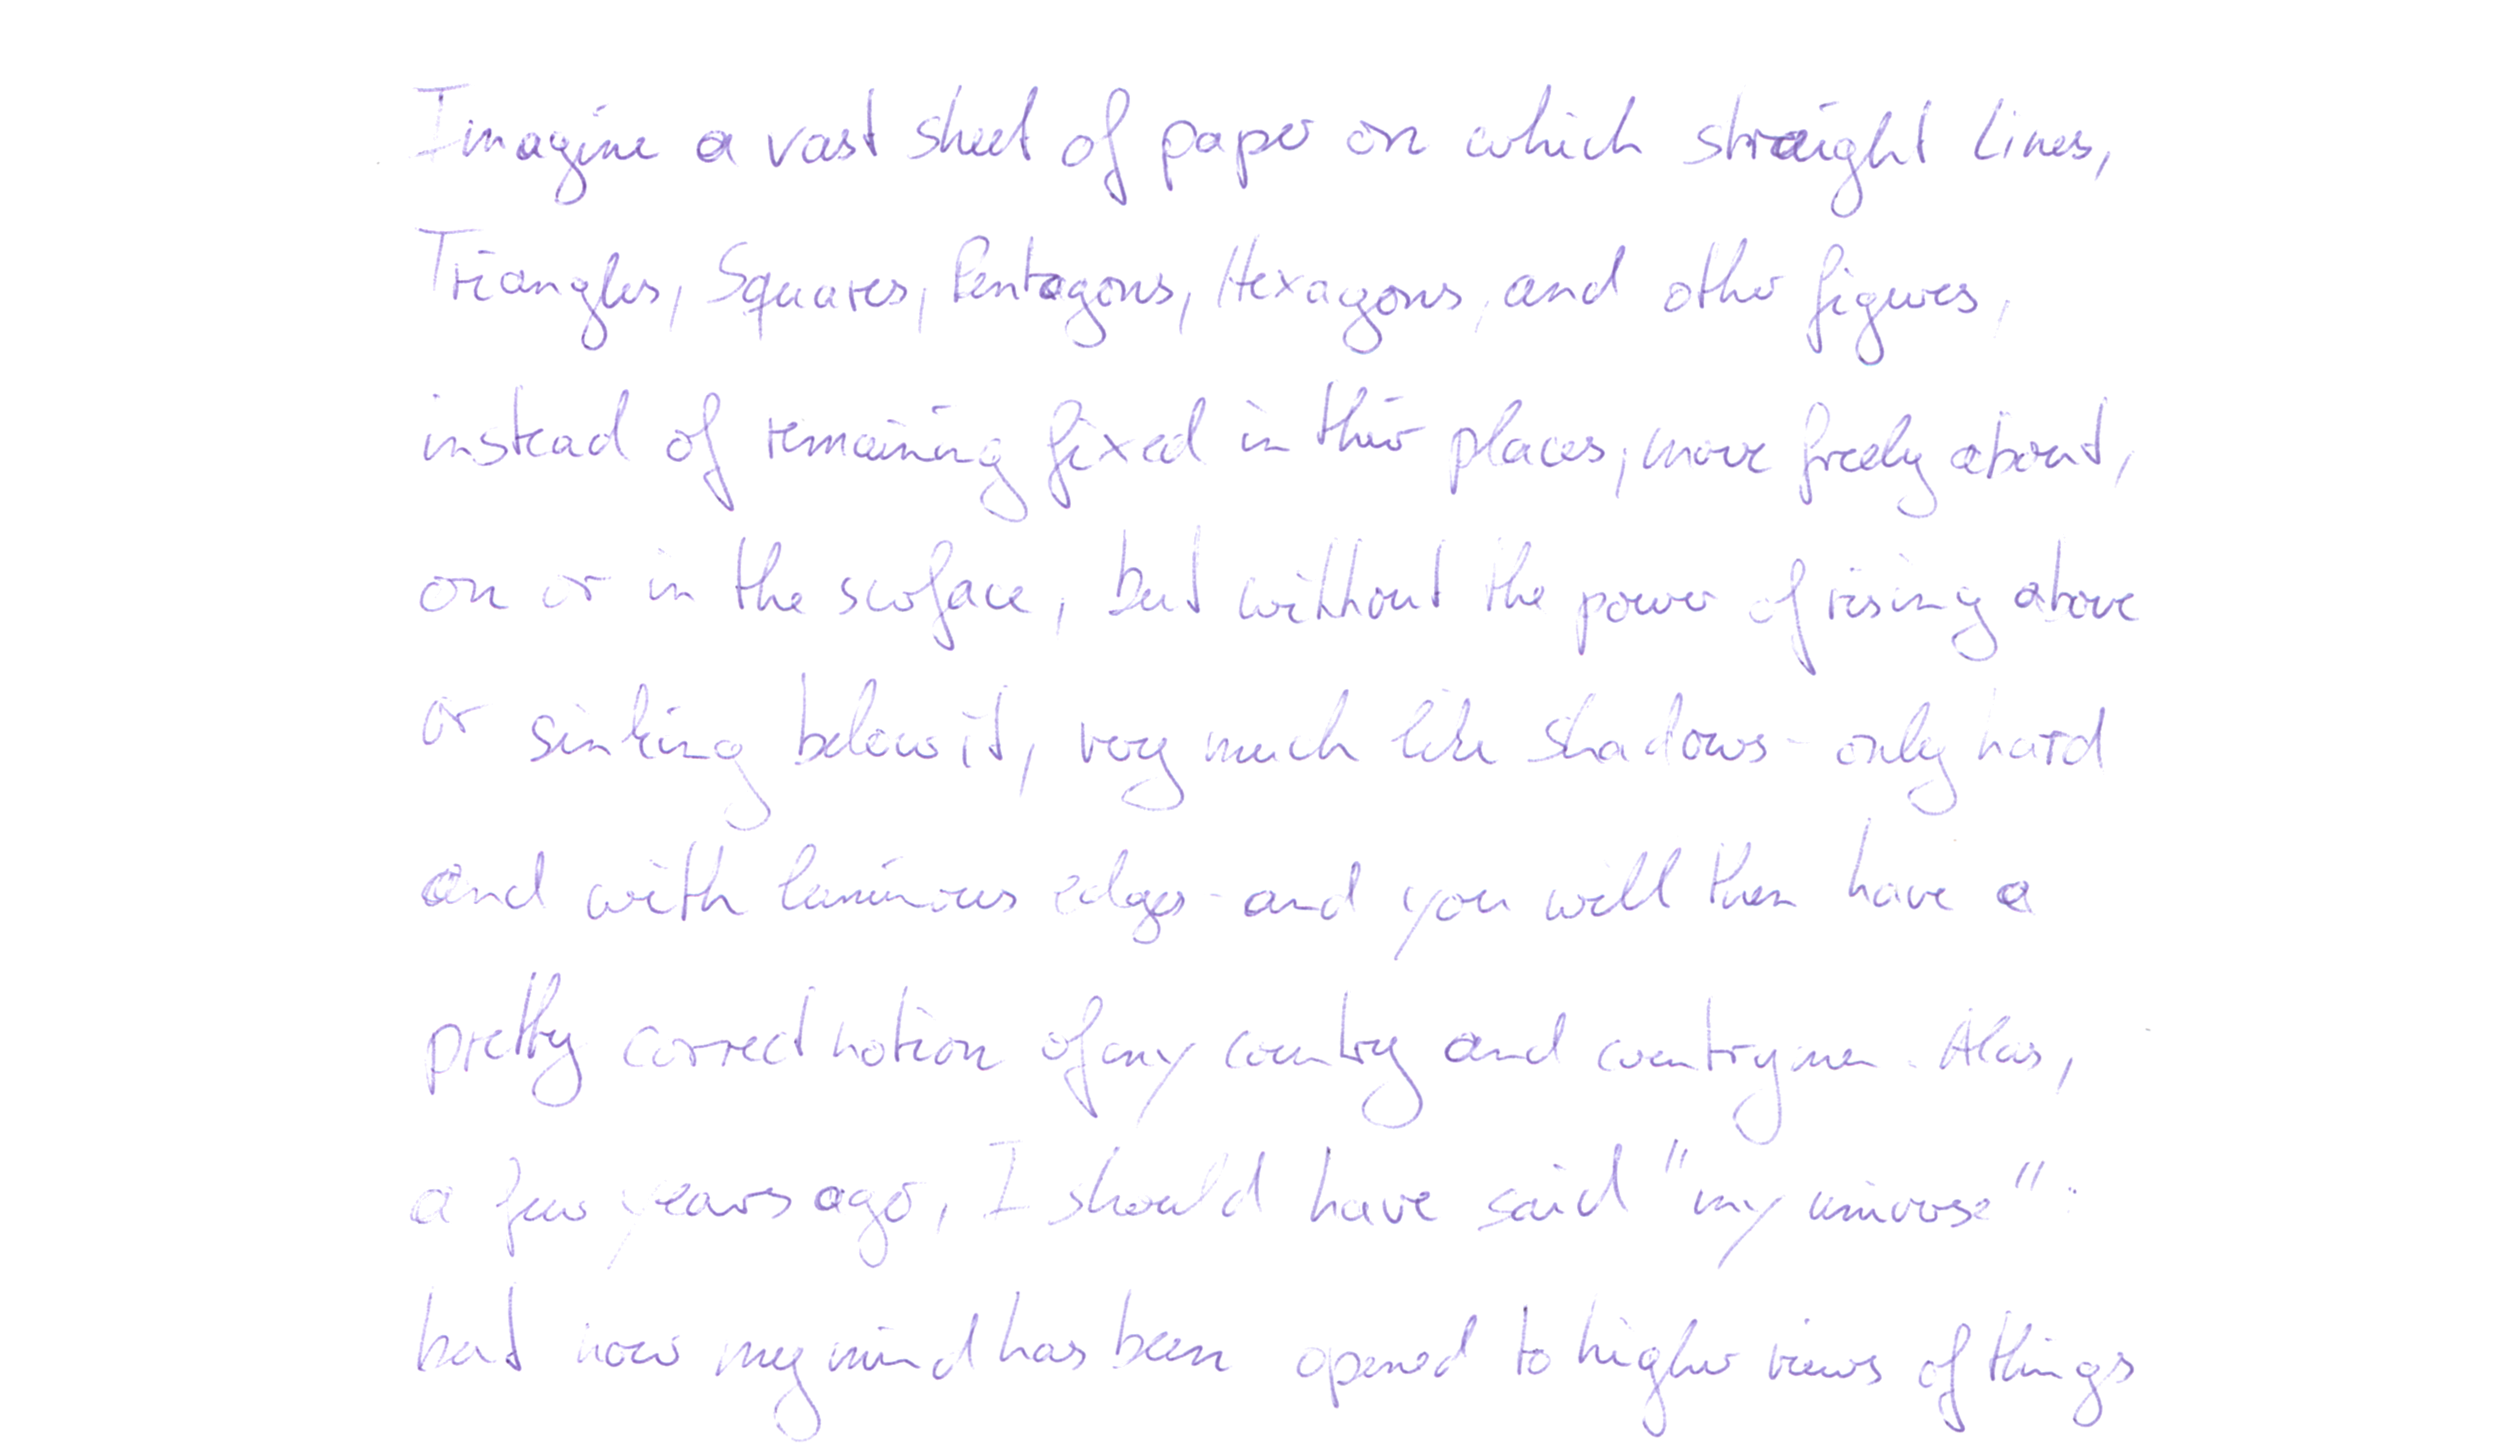 Imagine a vast sheet of paper on which straight lines,
Triangles, Squares, Pentagons, Hexagons, and other figures,
instead of remaining fixed in their places, move freely about,
on or in the surface, but without the power of rising above
or sinking below it, very much like shadows - only hard
and with luminous edges - and you will then have a
pretty correct notion of my country and countrymen. Alas,
a few years ago, I should have said "my universe":
but now my mind has been opened to higher views of things